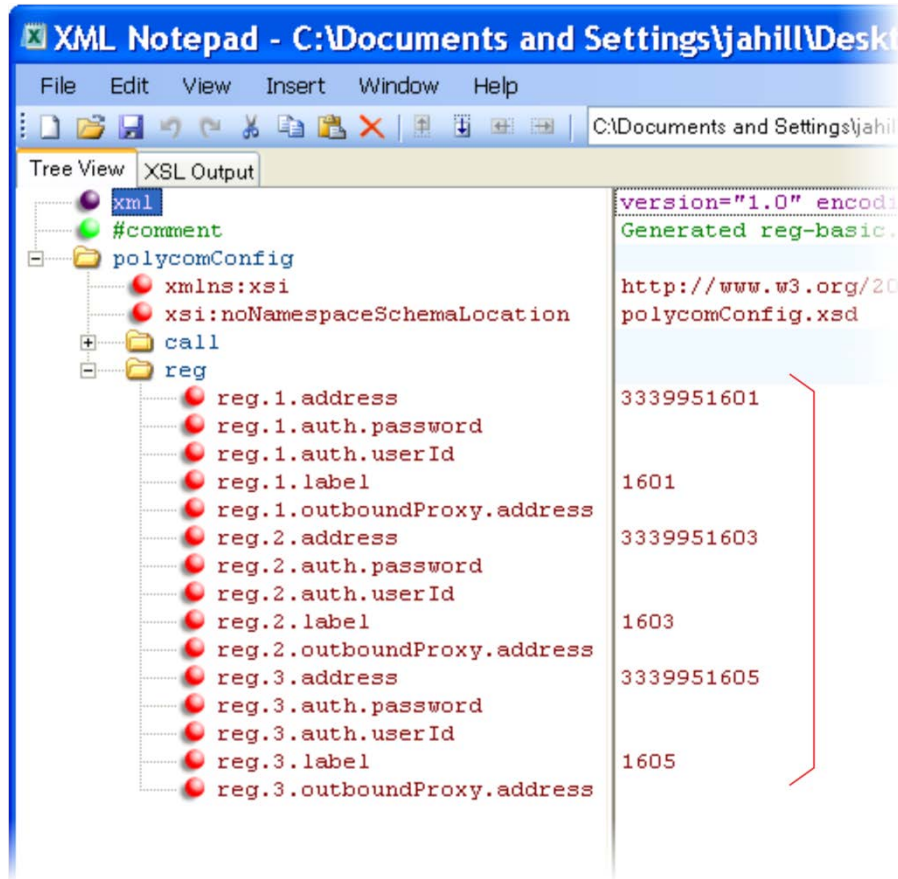 XML Notepad - C:\Documents and Settings\jahill\Deskt
File Edit View Insert Window Help
C:\Documents and Settings\jahil
Tree View XSL Output
xml version="1.0" encodi
#comment Generated reg-basic.
polycomConfig
xmlns:xsi http://www.w3.org/20
xsi:noNamespaceSchemaLocation polycomConfig.xsd
call
reg
reg.1.address 3339951601
reg.1.auth.password
reg.1.auth.userId
reg.1.label 1601
reg.1.outboundProxy.address
reg.2.address 3339951603
reg.2.auth.password
reg.2.auth.userId
reg.2.label 1603
reg.2.outboundProxy.address
reg.3.address 3339951605
reg.3.auth.password
reg.3.auth.userId
reg.3.label 1605
reg.3.outboundProxy.address